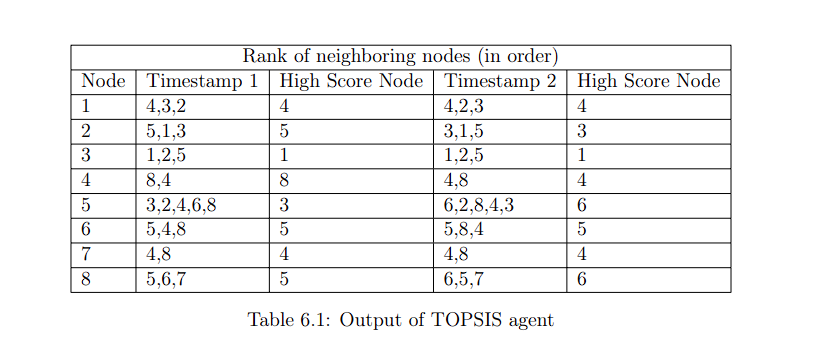 Rank of neighboring nodes (in order)
Node Timestamp 1 High Score Node Timestamp 2 High Score Node
1 4,3,2 4 4,2,3 4
2 5,1,3 5 3,1,5 3
3 1,2,5 1 1,2,5 1
4 8,4 8 4,8 4
5 3,2,4,6,8 3 6,2,8,4,3 6
6 5,4,8 5 5,8,4 5
7 4,8 4 4,8 4
8 5,6,7 5 6,5,7 6
Table 6.1: Output of TOPSIS agent